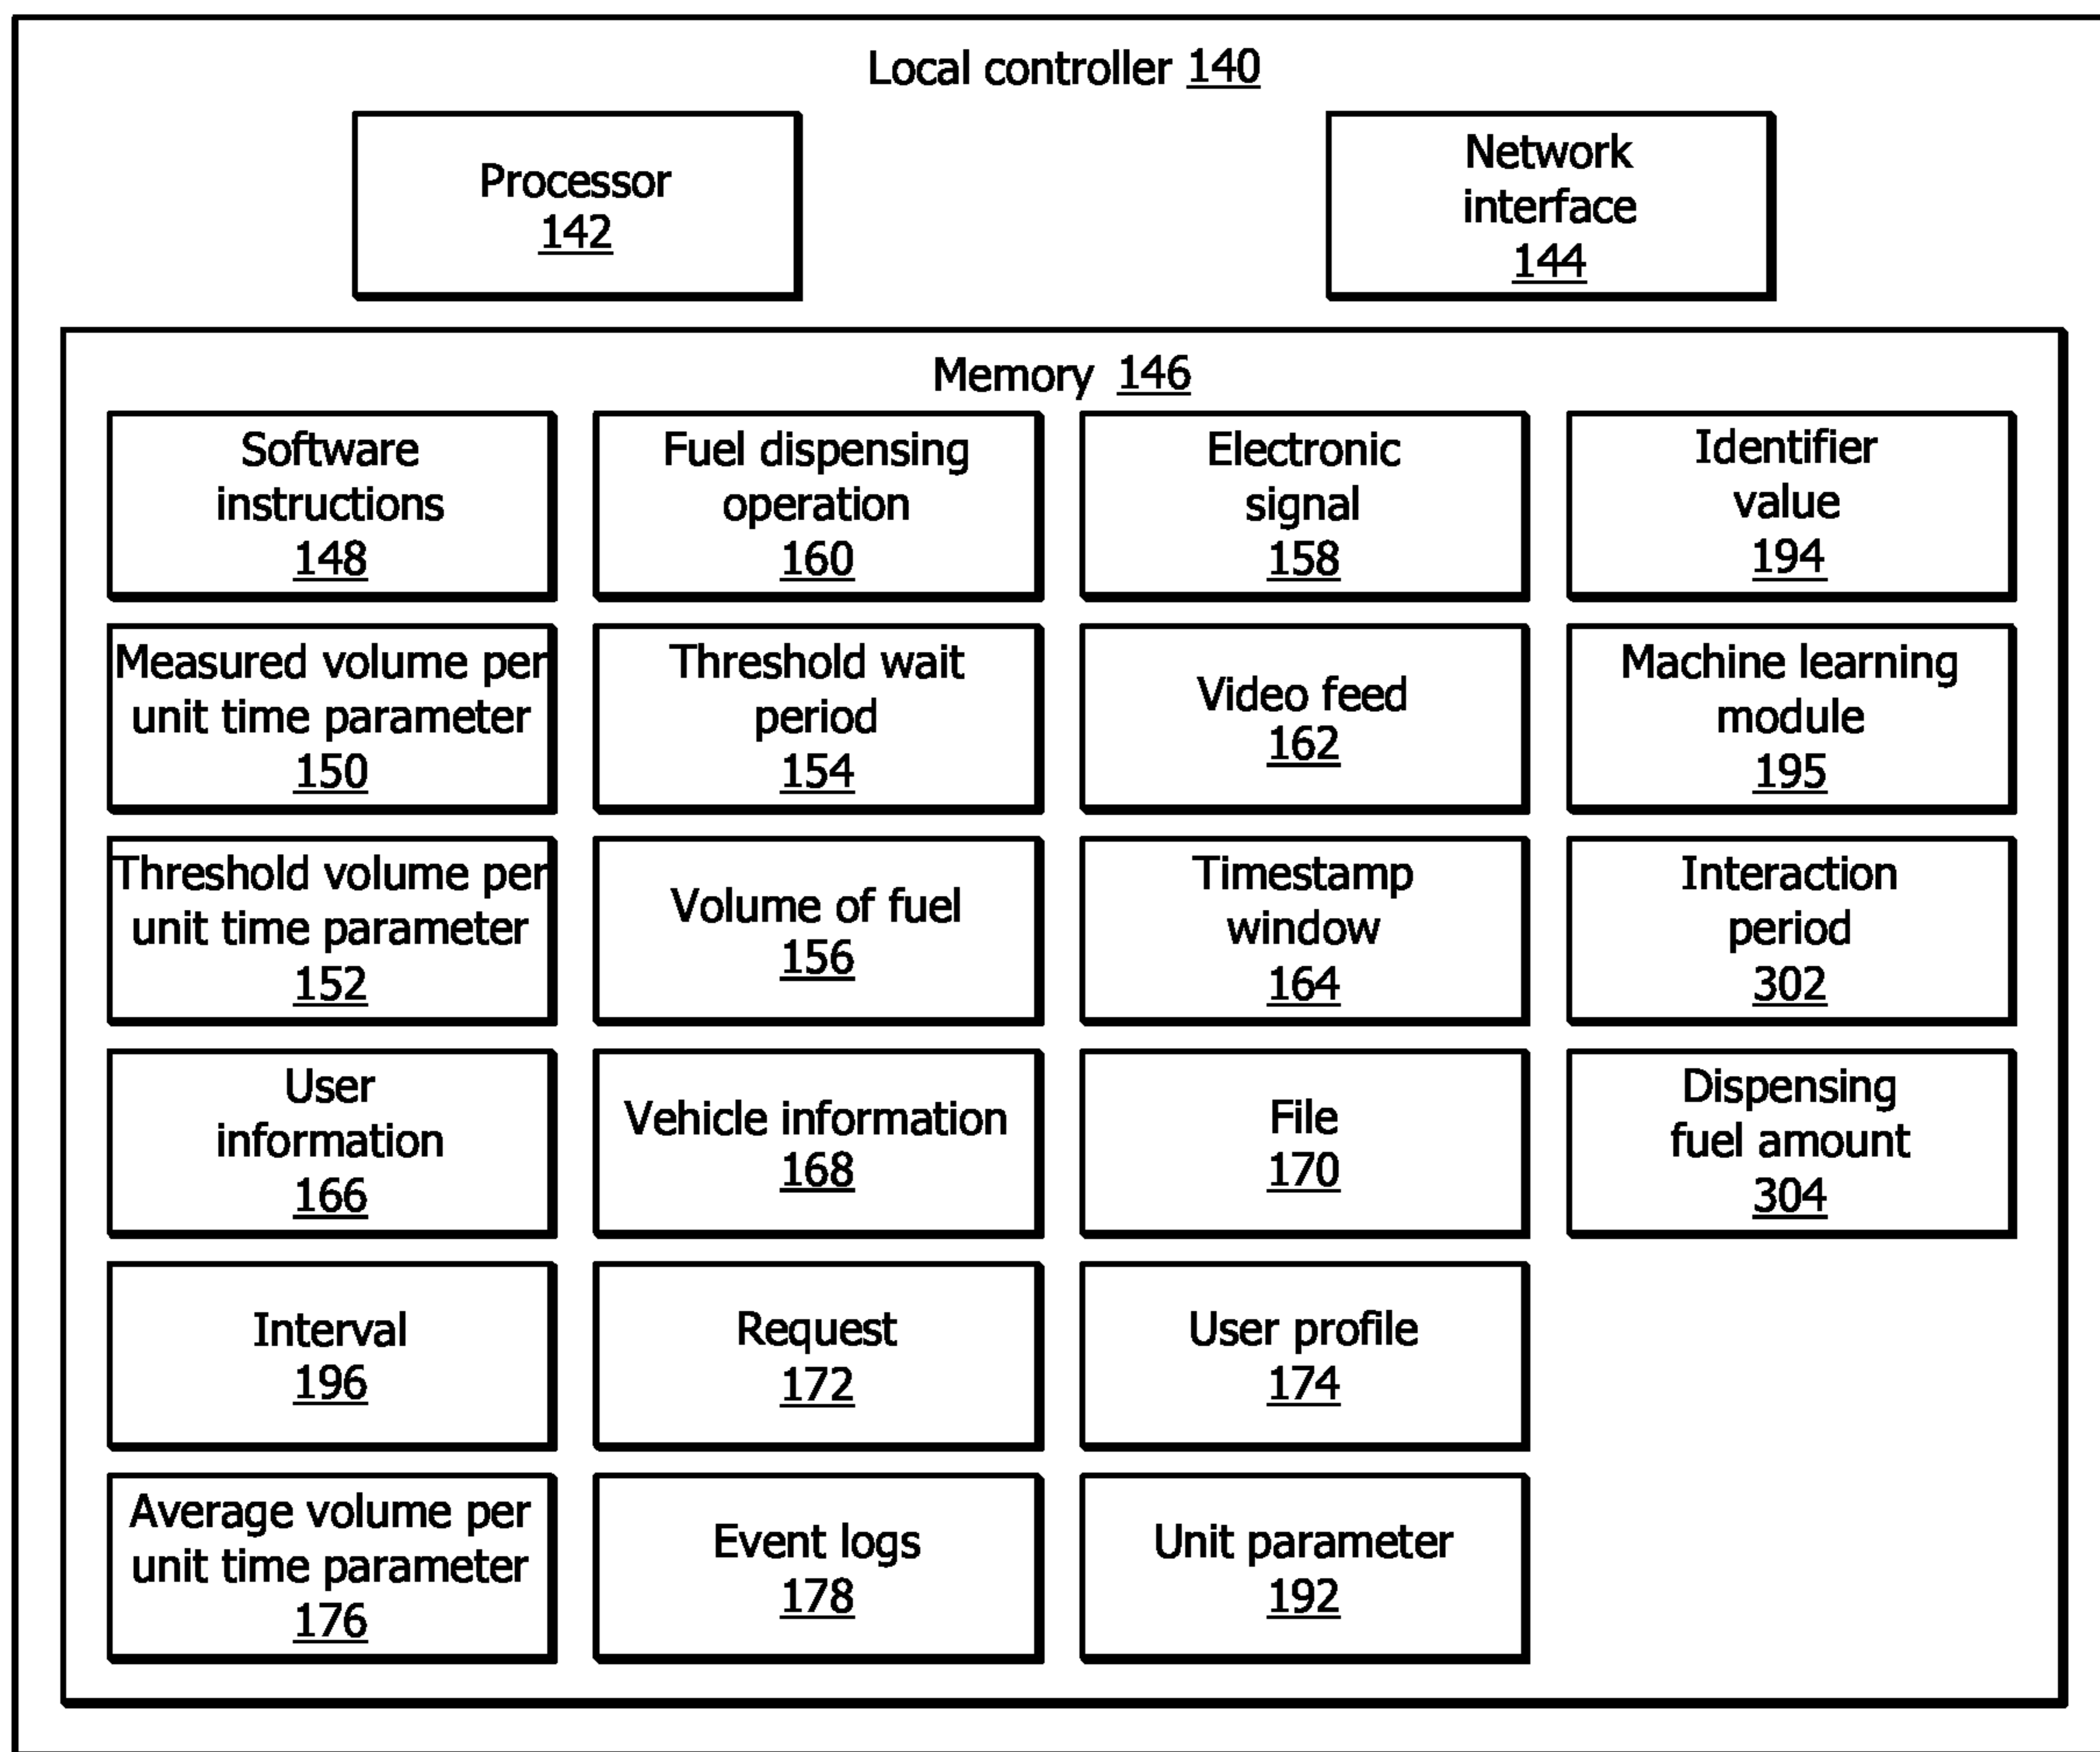 Local controller 140
Processor
142
Network
interface
144
Memory 146
Software
instructions
148
Fuel dispensing
operation
160
Electronic
signal
158
Identifier
value
194
Measured volume per
unit time parameter
150
Threshold wait
period
154
Video feed
162
Machine learning
module
195
Threshold volume per
unit time parameter
152
Volume of fuel
156
Timestamp
window
164
Interaction
period
302
User
information
166
Vehicle information
168
File
170
Dispensing
fuel amount
304
Interval
196
Request
172
User profile
174
Average volume per
unit time parameter
176
Event logs
178
Unit parameter
192